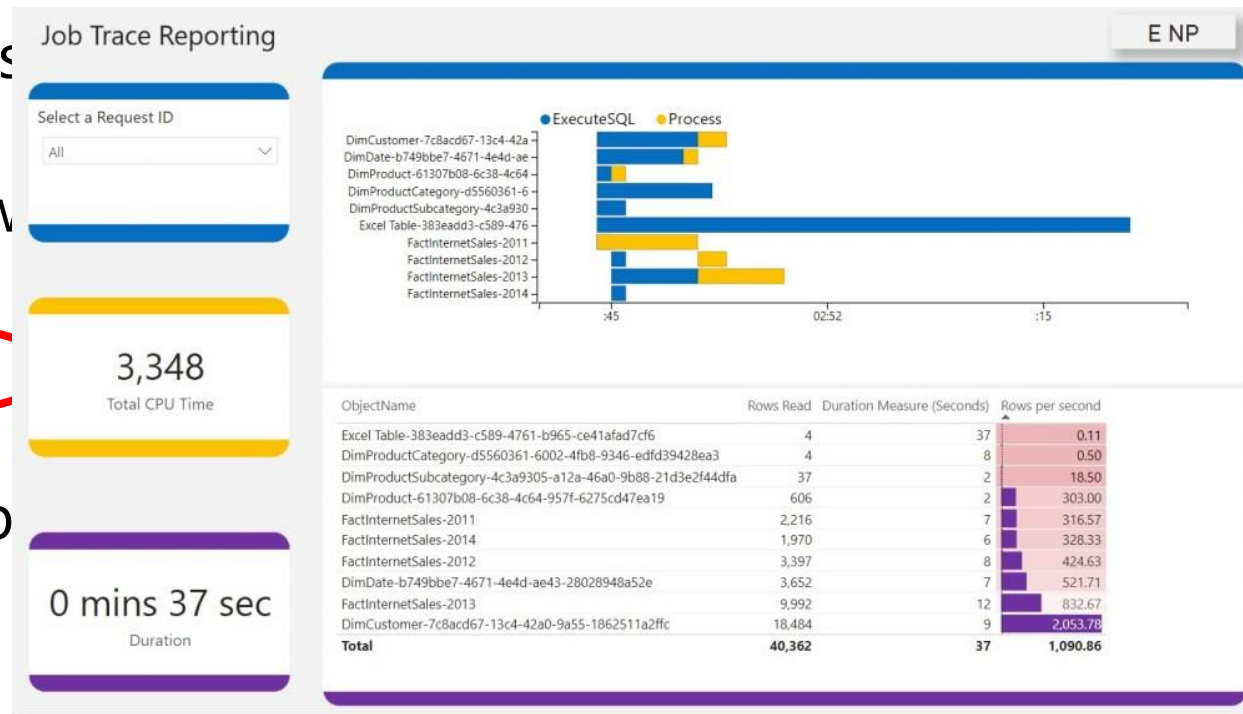 Job Trace Reporting
E NP
Select a Request ID
All
3,348
Total CPU Time
0 mins 37 sec
Duration
ExecuteSQL Process
DimCustomer-7c8acd67-13c4-42a
DimDate-b749bbe7-4671-4e4d-ae
DimProduct-61307b08-6c38-4c64
DimProductCategory-d5560361-6
DimProductSubcategory-4c3a930
Excel Table-383eadd3-c589-476
FactInternetSales-2011
FactInternetSales-2012
FactInternetSales-2013
FactInternetSales-2014
:45 02:52 :15
ObjectName Rows Read Duration Measure (Seconds) Rows per second
Excel Table-383eadd3-c589-4761-b965-ce41afad7cf6 4 37 0.11
DimProductCategory-d5560361-6002-4fb8-9346-edfd39428ea3 4 8 0.50
DimProductSubcategory-4c3a9305-a12a-46a0-9b88-21d3e2f44dfa 37 2 18.50
DimProduct-61307b08-6c38-4c64-957f-6275cd47ea19 606 2 303.00
FactInternetSales-2011 2,216 7 316.57
FactInternetSales-2014 1,970 6 328.33
FactInternetSales-2012 3,397 8 424.63
DimDate-b749bbe7-4671-4e4d-ae43-28028948a52e 3,652 7 521.71
FactInternetSales-2013 9,992 12 832.67
DimCustomer-7c8acd67-13c4-42a0-9a55-1862511a2ffc 18,484 9 2,053.78
Total 40,362 37 1,090.86